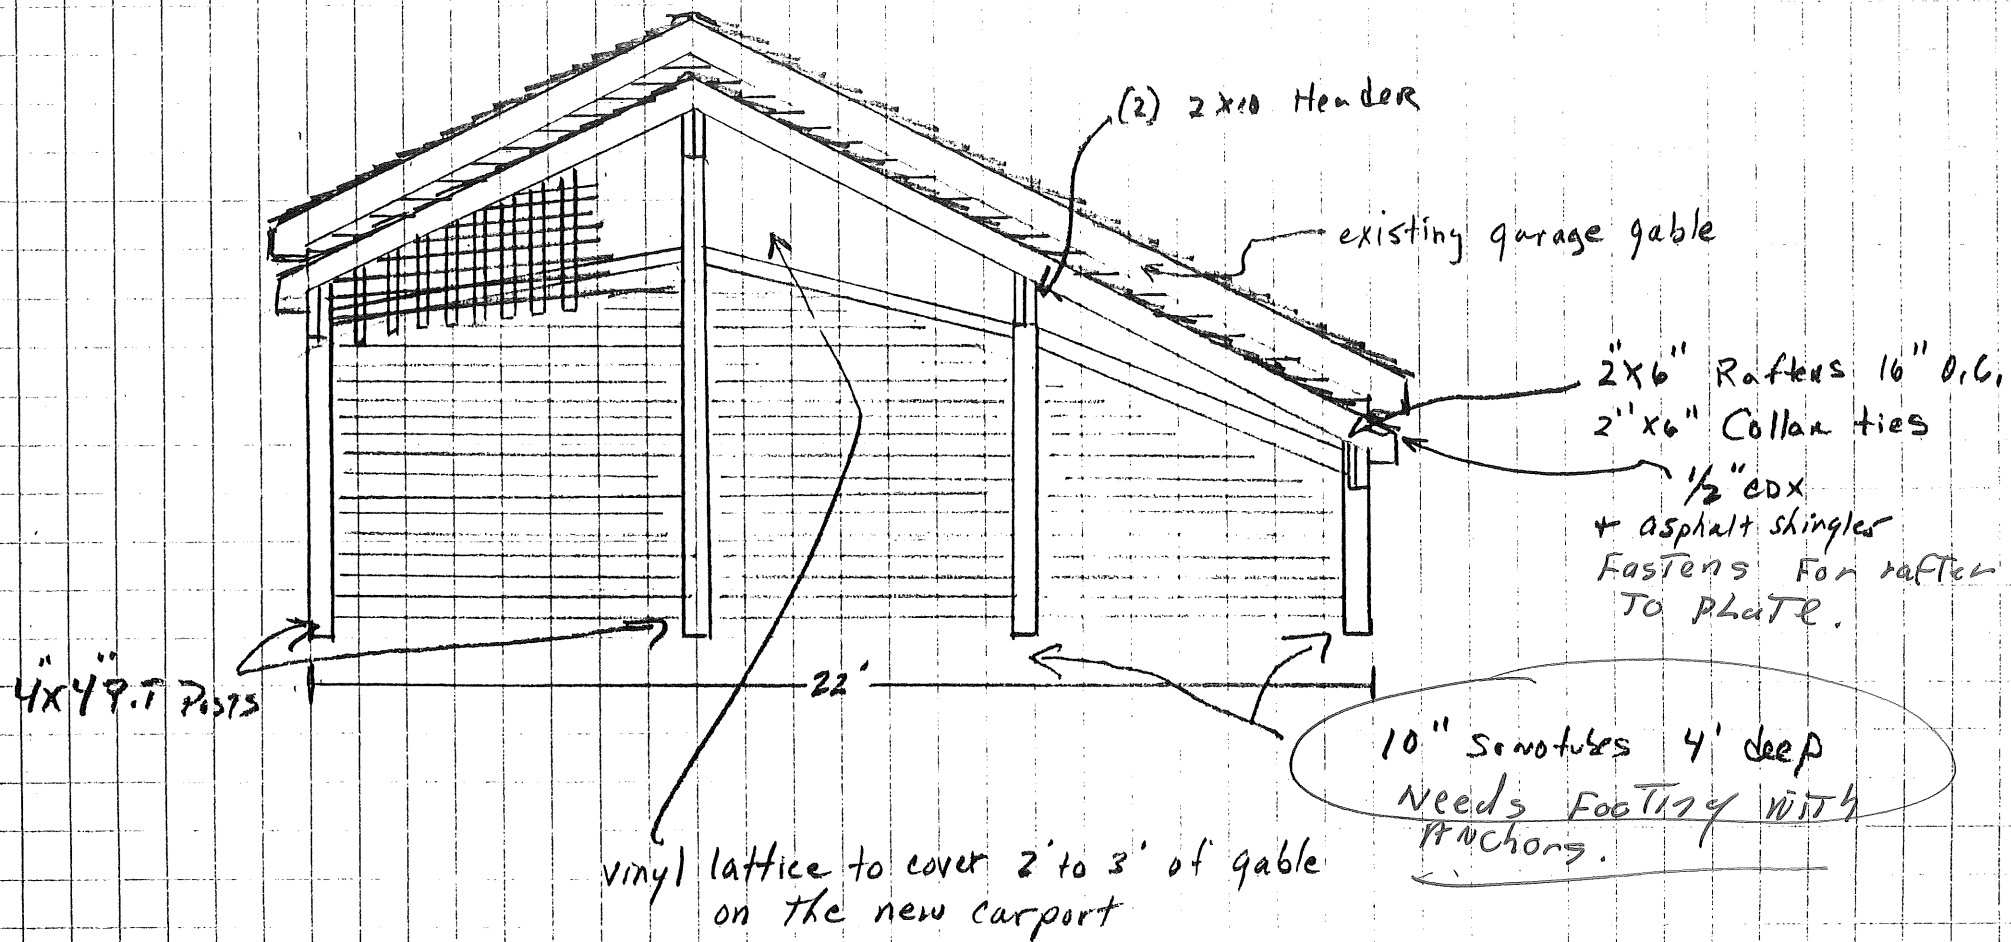 (2) 2x10 Header
existing garage gable
2"x6" Rafters 16" O.C.
2"x6" Collar ties
1/2" CDX
+ asphalt shingles
Fastens For rafter
To PLaTe.
4"x4" P.T Posts
22'
10" Sonotubes 4' deep
Needs FooTing WiTh
ANchors.
vinyl lattice to cover 2' to 3' of gable
on The new carport